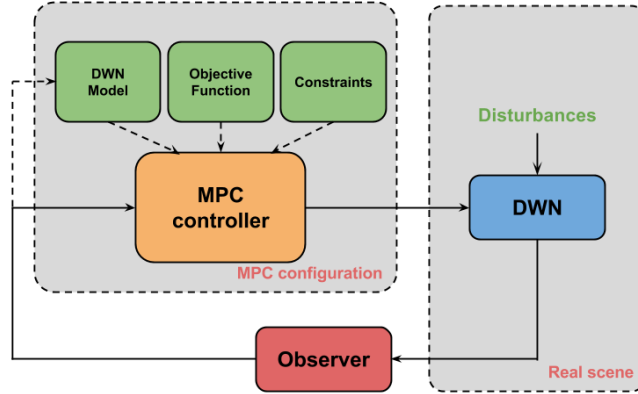 DWN
Model
Objective
Function
Constraints
Disturbances
MPC
controller
DWN
MPC configuration
Observer
Real scene